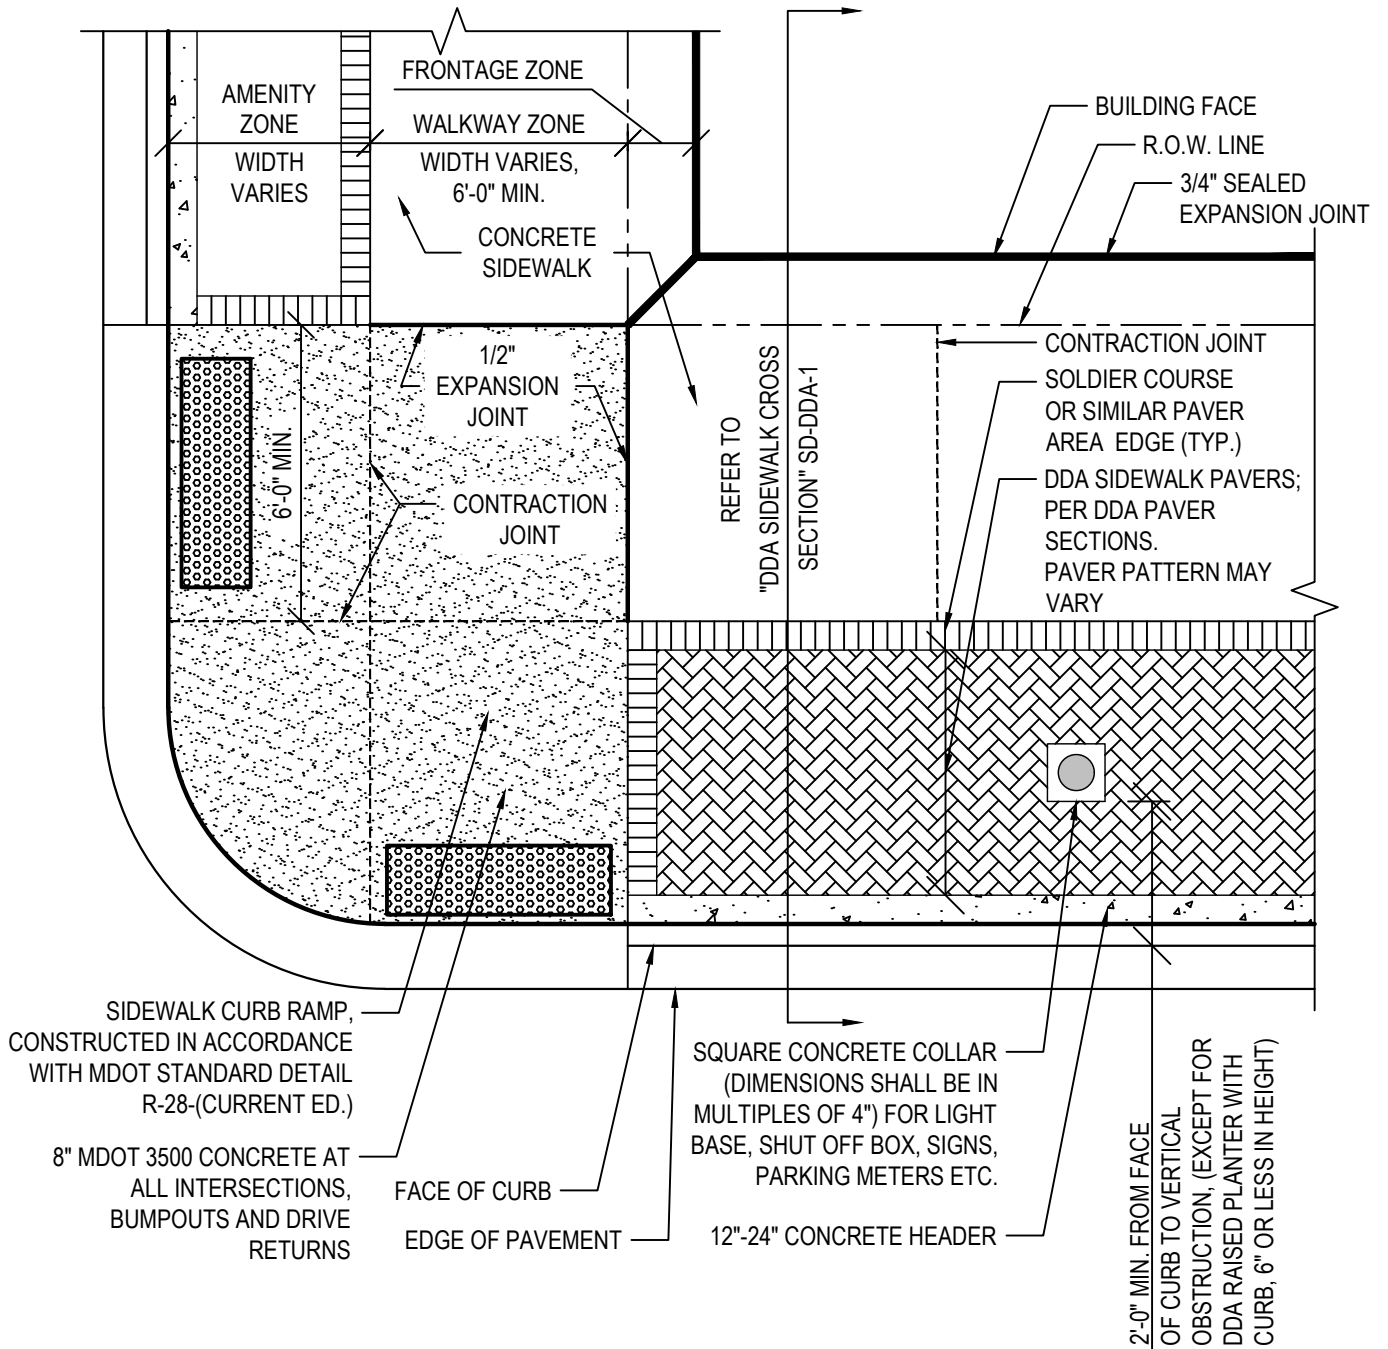 FRONTAGE ZONE
AMENITY
ZONE
WIDTH
VARIES
WALKWAY ZONE
WIDTH VARIES,
6'-0" MIN.
CONCRETE
SIDEWALK
BUILDING FACE
R.O.W. LINE
3/4" SEALED
EXPANSION JOINT
1/2"
EXPANSION
JOINT
6'-0" MIN.
CONTRACTION
JOINT
REFER TO
"DDA SIDEWALK CROSS
SECTION" SD-DDA-1
CONTRACTION JOINT
SOLDIER COURSE
OR SIMILAR PAVER
AREA EDGE (TYP.)
DDA SIDEWALK PAVERS;
PER DDA PAVER
SECTIONS.
PAVER PATTERN MAY
VARY
SIDEWALK CURB RAMP,
CONSTRUCTED IN ACCORDANCE
WITH MDOT STANDARD DETAIL
R-28-(CURRENT ED.)
8" MDOT 3500 CONCRETE AT
ALL INTERSECTIONS,
BUMPOUTS AND DRIVE
RETURNS
FACE OF CURB
EDGE OF PAVEMENT
SQUARE CONCRETE COLLAR
(DIMENSIONS SHALL BE IN
MULTIPLES OF 4") FOR LIGHT
BASE, SHUT OFF BOX, SIGNS,
PARKING METERS ETC.
12"-24" CONCRETE HEADER
2'-0" MIN. FROM FACE
OF CURB TO VERTICAL
OBSTRUCTION, (EXCEPT FOR
DDA RAISED PLANTER WITH
CURB, 6" OR LESS IN HEIGHT)